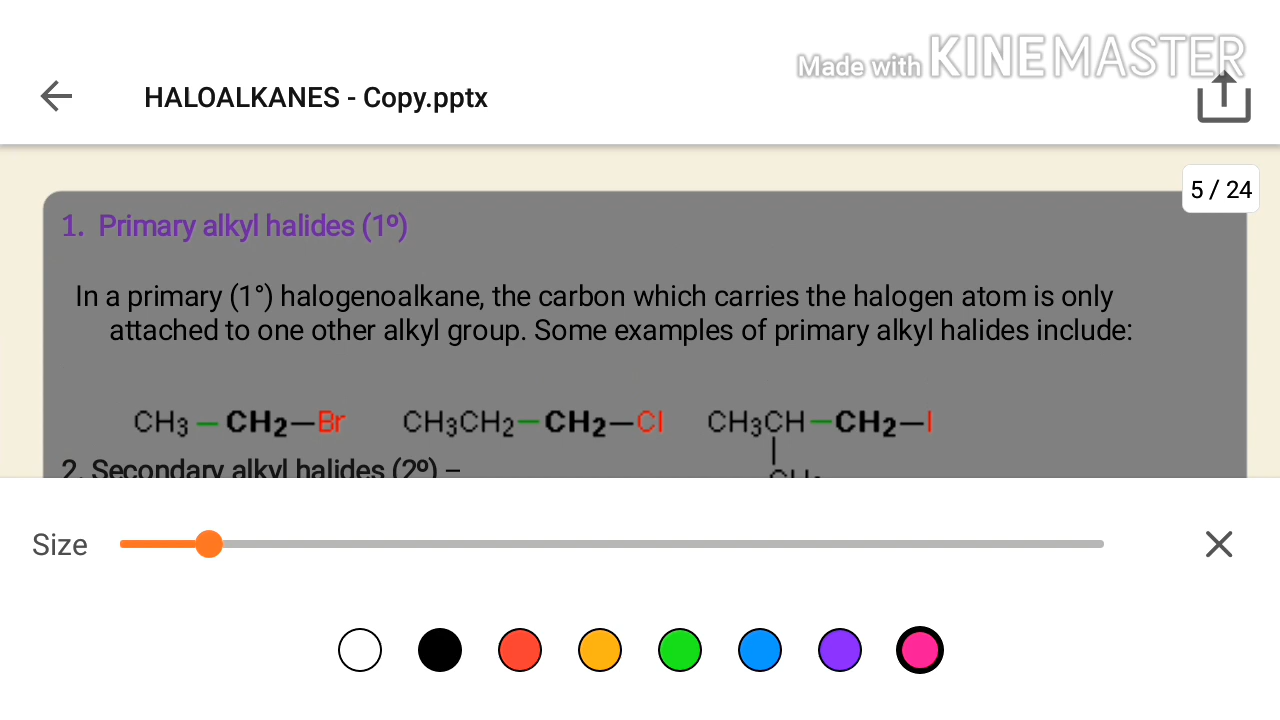 Made with KINEMASTER
HALOALKANES - Copy.pptx
5 / 24
1. Primary alkyl halides (1º)
In a primary (1°) halogenoalkane, the carbon which carries the halogen atom is only
attached to one other alkyl group. Some examples of primary alkyl halides include:
CH3 — CH2—Br CH3CH2—CH2—Cl CH3CH—CH2—I
2. Secondary alkyl halides (2º) –
Size